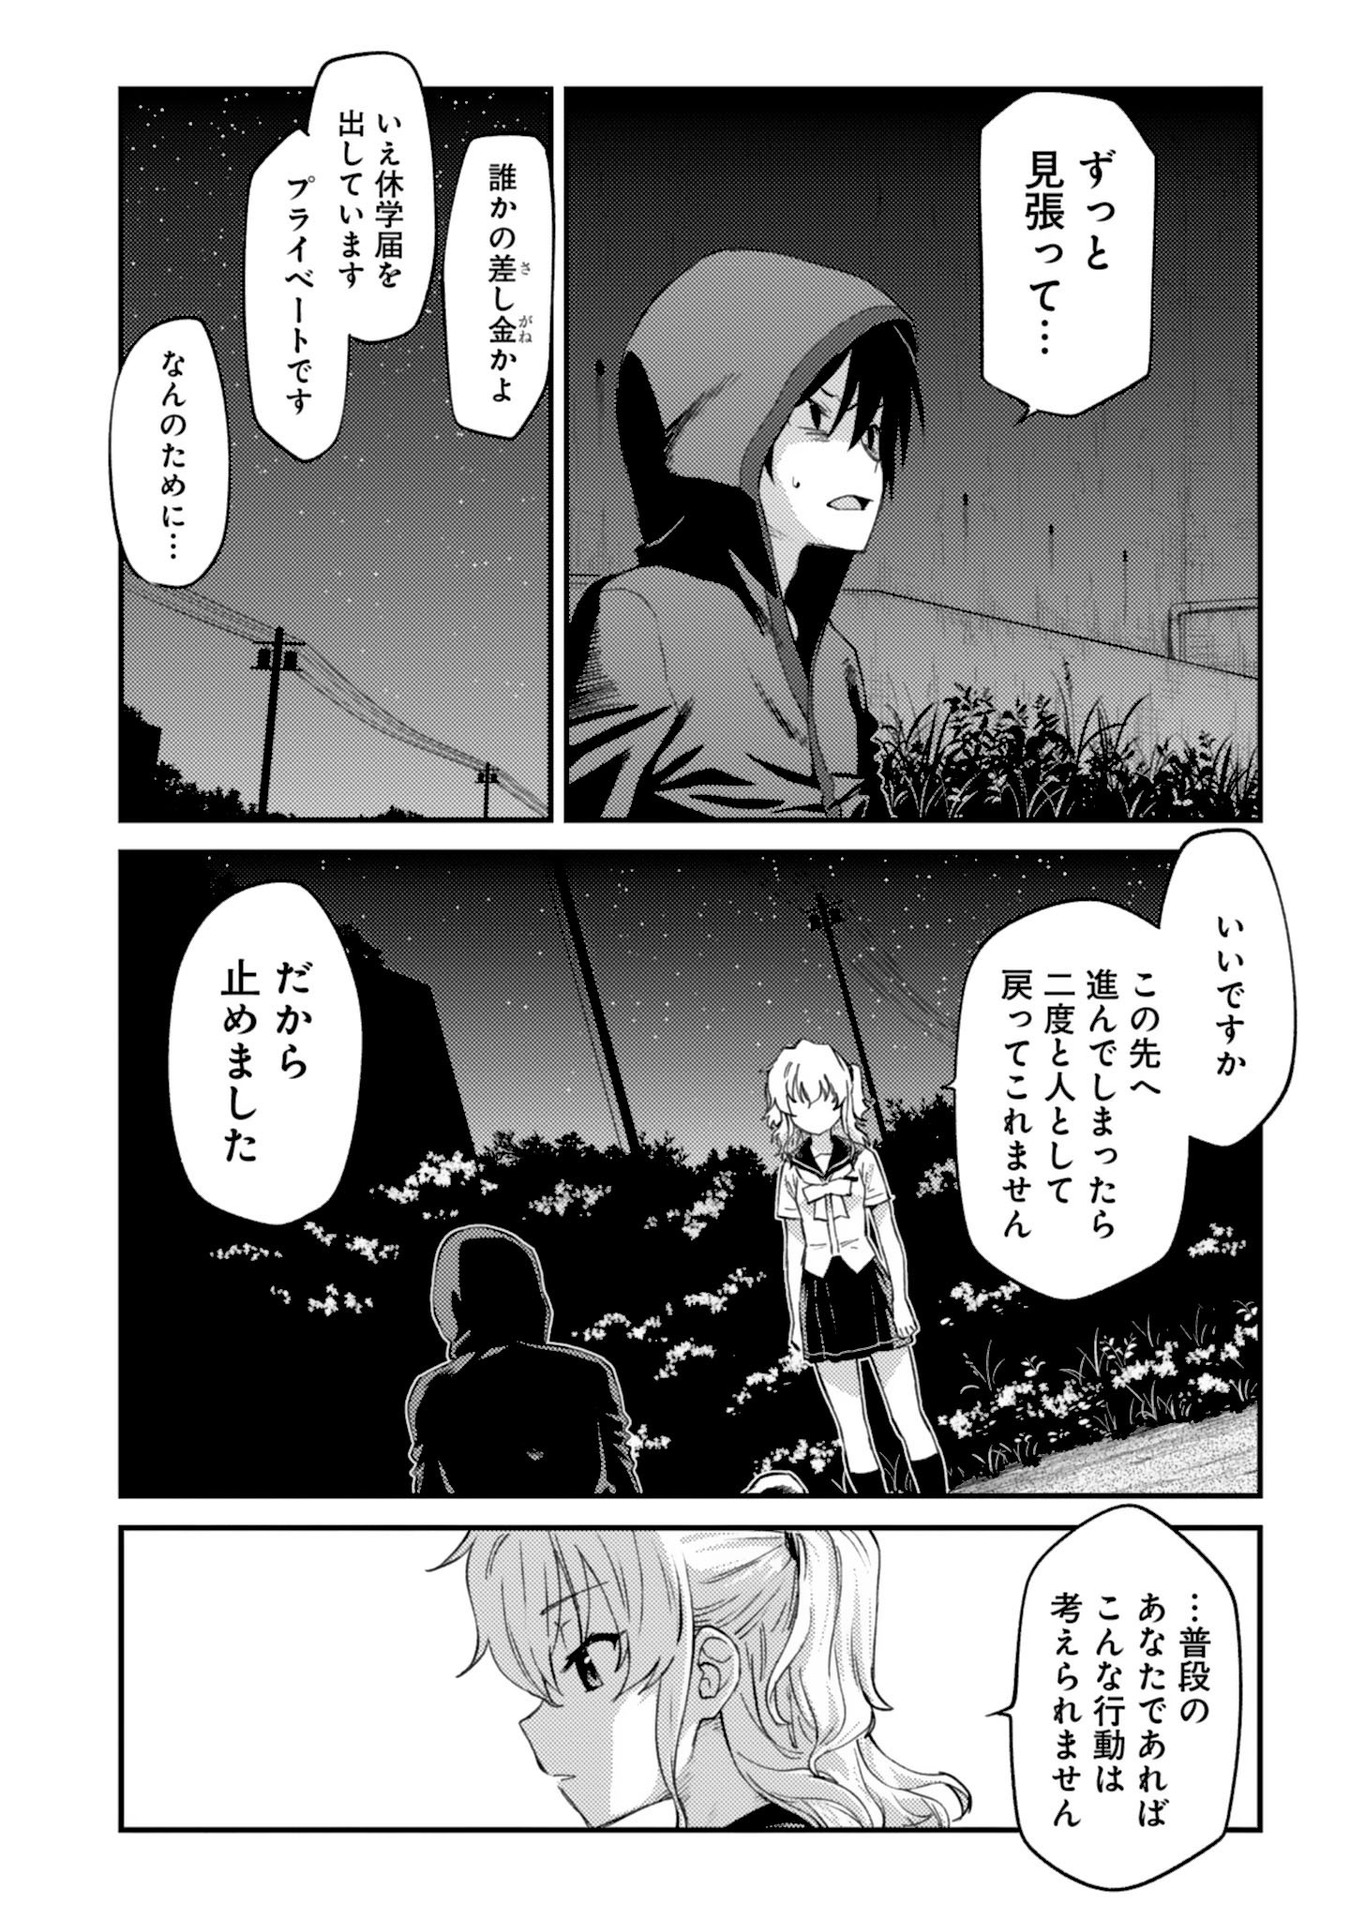 ずっと
見張って…
誰かの差し金かよ
さ
がね
いえ休学届を
出しています
プライベートです
なんのために…
いいですか
この先へ
進んでしまったら
二度と人として
戻ってこれません
だから
止めました
…普段の
あなたであれば
こんな行動は
考えられません